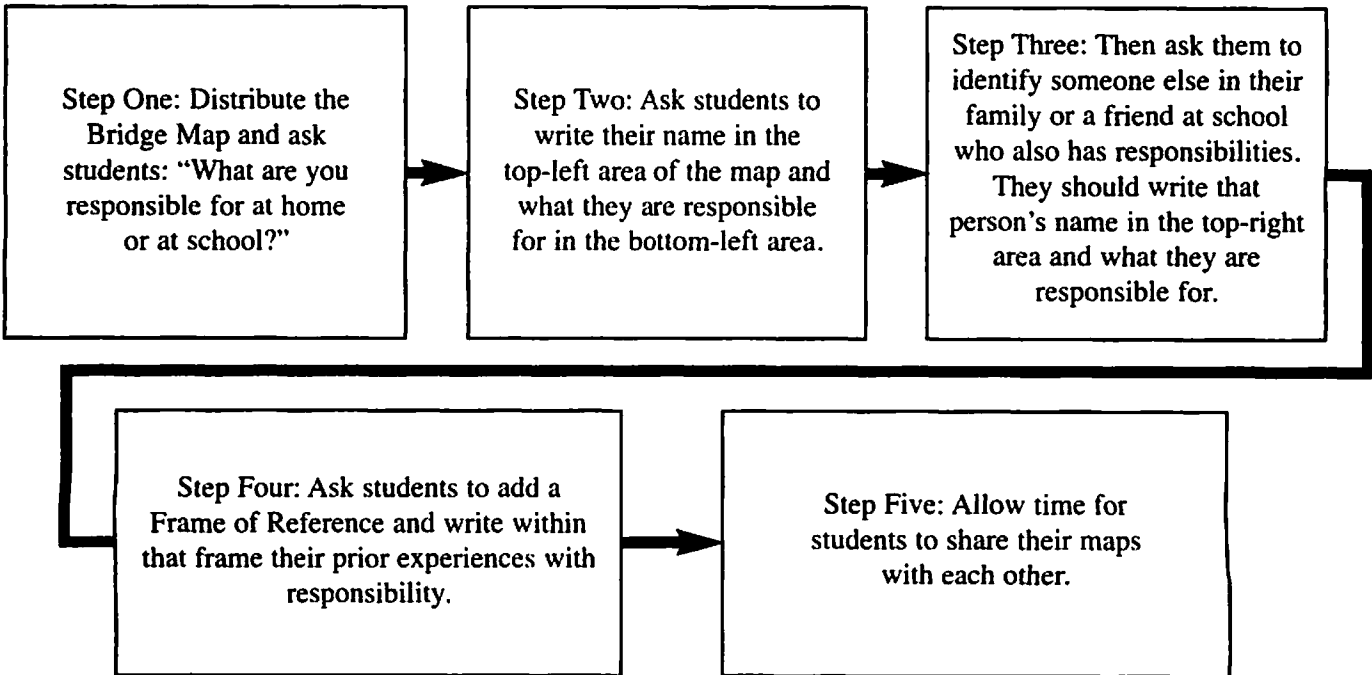 Step One: Distribute the
Bridge Map and ask
students: “What are you
responsible for at home
or at school?”
Step Two: Ask students to
write their name in the
top-left area of the map and
what they are responsible
for in the bottom-left area.
Step Three: Then ask them to
identify someone else in their
family or a friend at school
who also has responsibilities.
They should write that
person’s name in the top-right
area and what they are
responsible for.
Step Four: Ask students to add a
Frame of Reference and write within
that frame their prior experiences with
responsibility.
Step Five: Allow time for
students to share their maps
with each other.